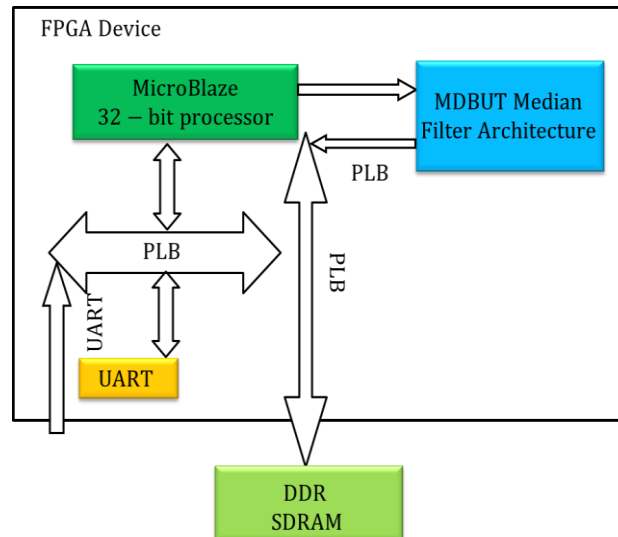 FPGA Device
MicroBlaze
32 – bit processor
MDBUT Median
Filter Architecture
PLB
PLB
PLB
UART
UART
DDR
SDRAM